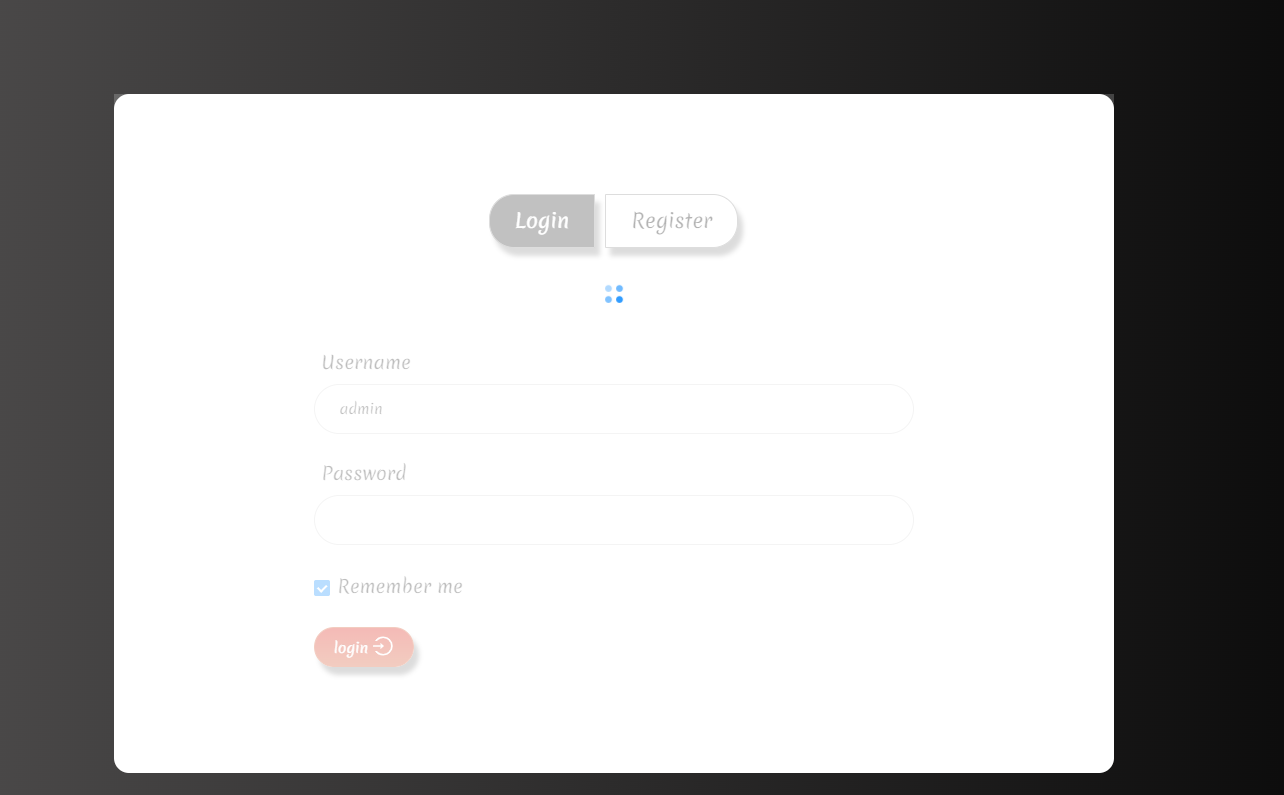 Login Register
Username
admin
Password
Remember me
login